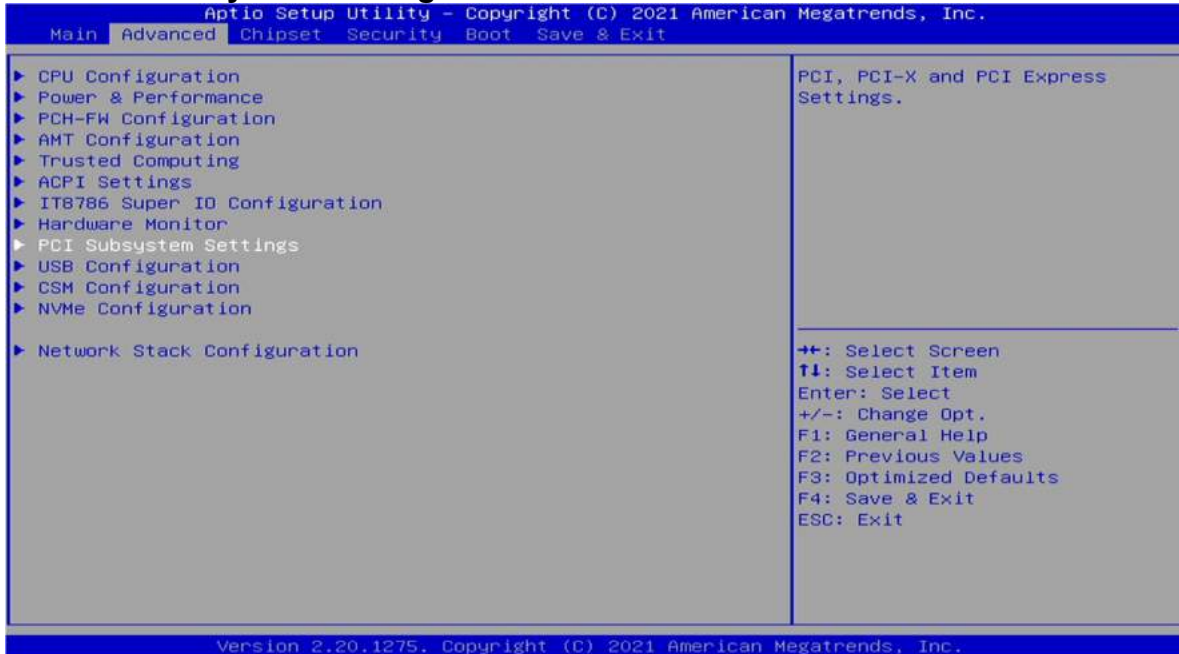 Aptio Setup Utility – Copyright (C) 2021 American Megatrends, Inc.
Main Advanced Chipset Security Boot Save & Exit
▶ CPU Configuration
▶ Power & Performance
▶ PCH-FW Configuration
▶ AMT Configuration
▶ Trusted Computing
▶ ACPI Settings
▶ IT8786 Super IO Configuration
▶ Hardware Monitor
▶ PCI Subsystem Settings
▶ USB Configuration
▶ CSM Configuration
▶ NVMe Configuration
▶ Network Stack Configuration
PCI, PCI-X and PCI Express
Settings.
→←: Select Screen
↑↓: Select Item
Enter: Select
+/-: Change Opt.
F1: General Help
F2: Previous Values
F3: Optimized Defaults
F4: Save & Exit
ESC: Exit
Version 2.20.1275. Copyright (C) 2021 American Megatrends, Inc.